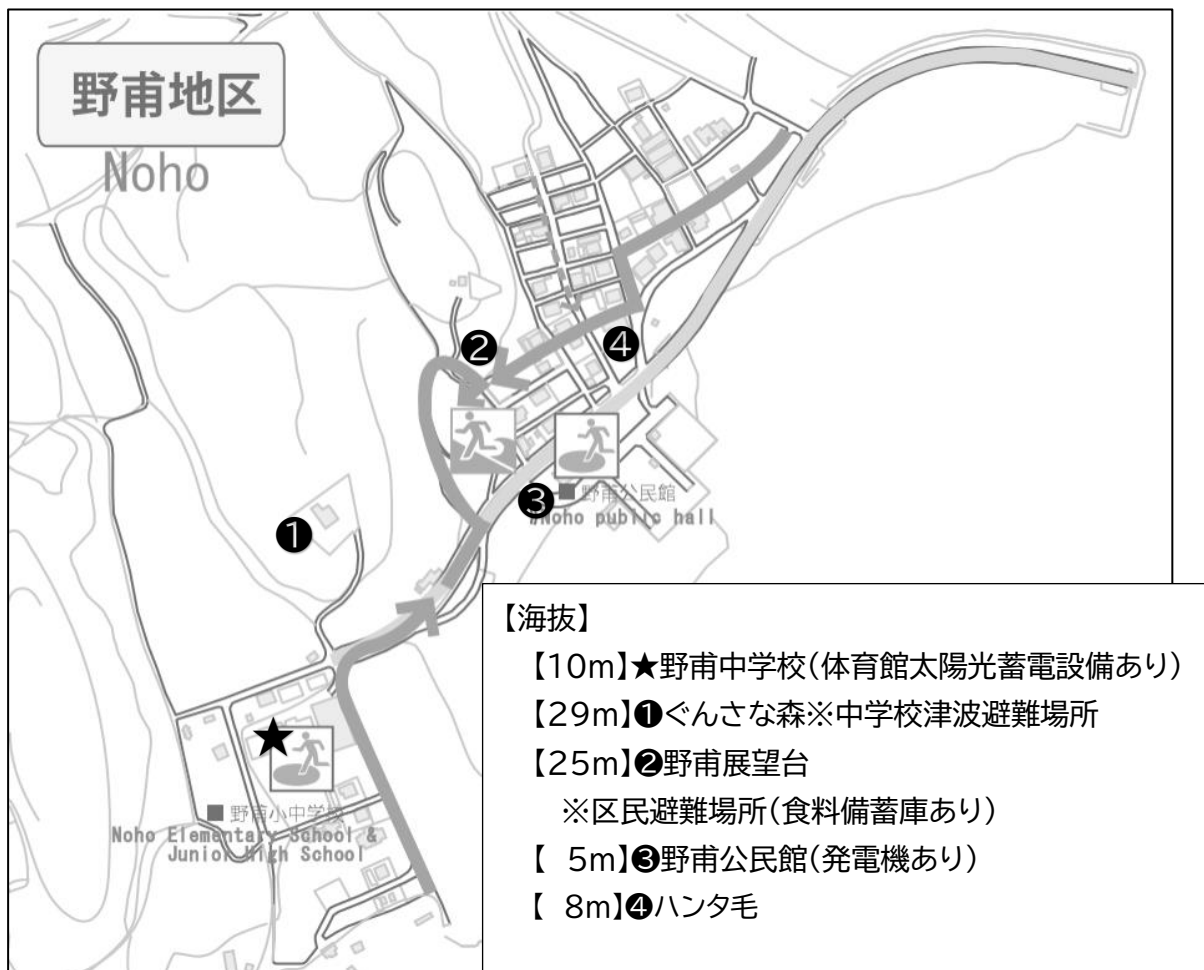 野甫地区
Noho
❷
❹
❸
■ 野甫公民館
Noho public hall
❶
★
■ 野甫小中学校
Noho Elementary School &
Junior High School
【海抜】
【10m】★野甫中学校(体育館太陽光蓄電設備あり)
【29m】❶ぐんさな森※中学校津波避難場所
【25m】❷野甫展望台
※区民避難場所(食料備蓄庫あり)
【 5m】❸野甫公民館(発電機あり)
【 8m】❹ハンタ毛